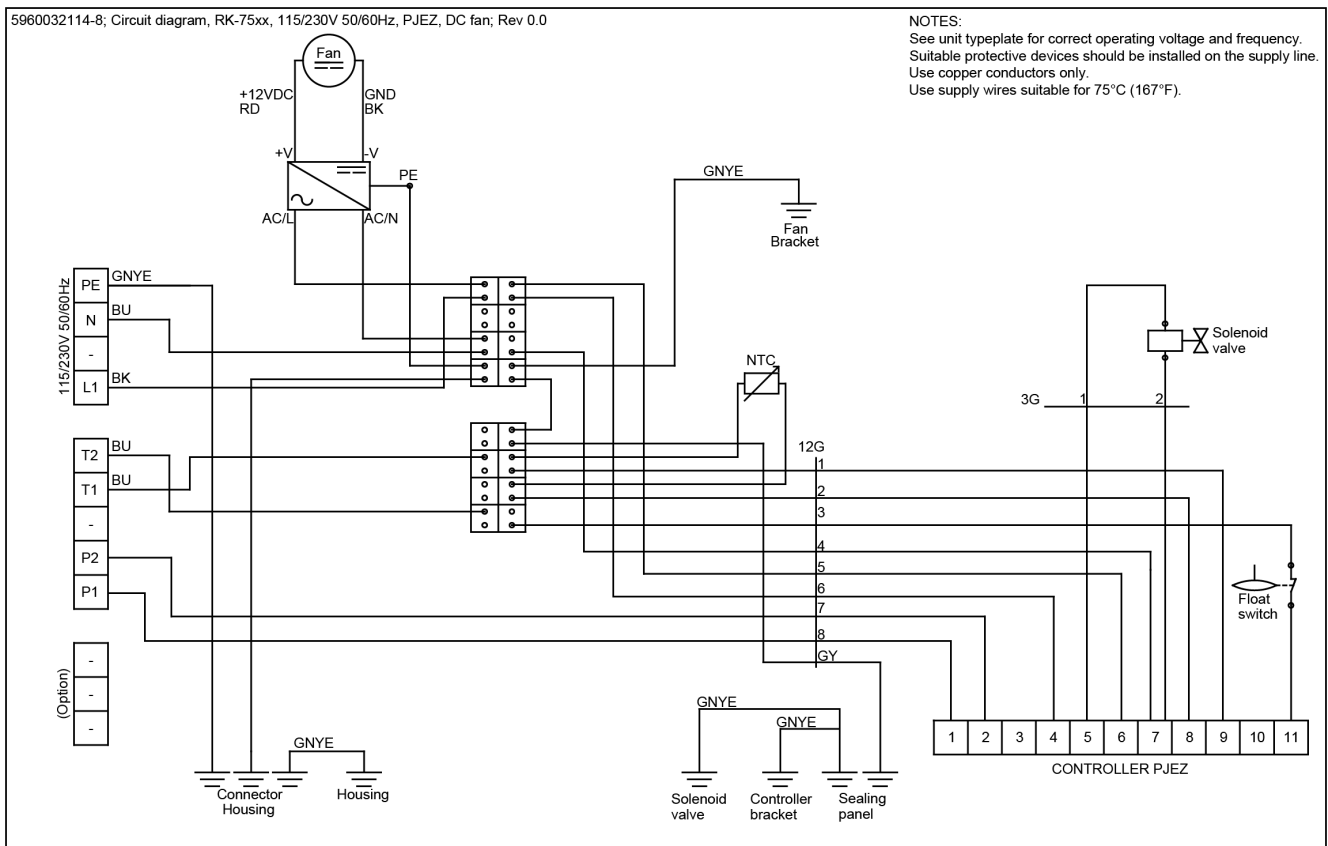 5960032114-8; Circuit diagram, RK-75xx, 115/230V 50/60Hz, PJEZ, DC fan; Rev 0.0
NOTES:
See unit typeplate for correct operating voltage and frequency.
Suitable protective devices should be installed on the supply line.
Use copper conductors only.
Use supply wires suitable for 75°C (167°F).
Fan
+12VDC
RD
GND
BK
+V
-V
PE
AC/L
AC/N
GNYE
Fan
Bracket
115/230V 50/60Hz
PE
GNYE
N
BU
-
L1
BK
T2
BU
T1
BU
-
P2
P1
(Option)
-
-
-
NTC
Solenoid
valve
3G
1
2
12G
1
2
3
4
5
6
7
8
GY
Float
switch
GNYE
Connector
Housing
Housing
GNYE
GNYE
Solenoid
valve
Controller
bracket
Sealing
panel
1 2 3 4 5 6 7 8 9 10 11
CONTROLLER PJEZ